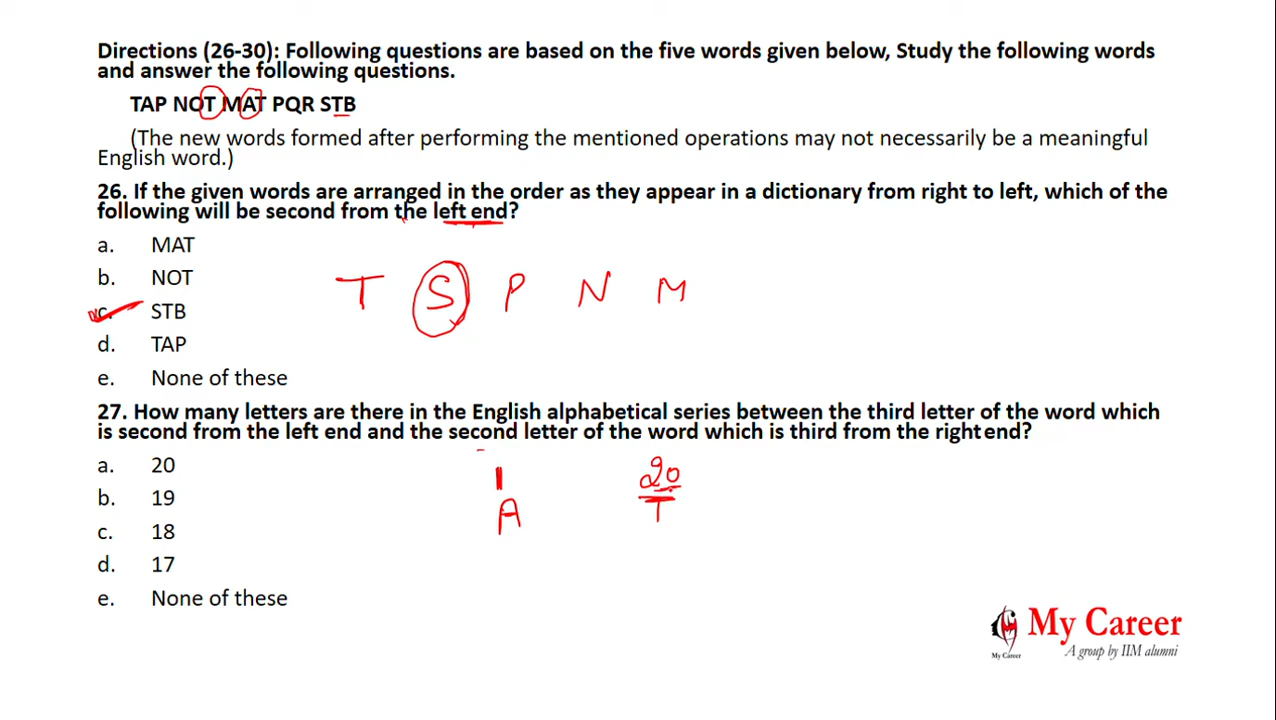 Directions (26-30): Following questions are based on the five words given below, Study the following words
and answer the following questions.
TAP NOT MAT PQR STB
(The new words formed after performing the mentioned operations may not necessarily be a meaningful
English word.)
26. If the given words are arranged in the order as they appear in a dictionary from right to left, which of the
following will be second from the left end?
a. MAT
b. NOT
c. STB
d. TAP
e. None of these
T S P N M
27. How many letters are there in the English alphabetical series between the third letter of the word which
is second from the left end and the second letter of the word which is third from the right end?
a. 20
b. 19
c. 18
d. 17
e. None of these
1 20
A T
My Career
A group by IIM alumni
My Career